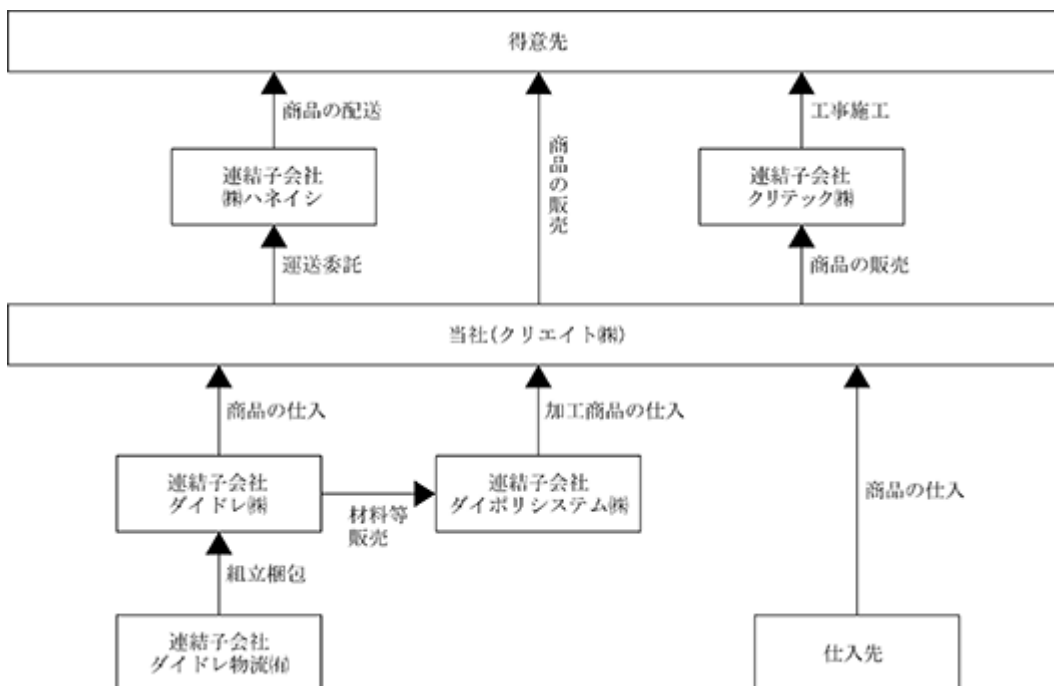 得意先
商品の配送
商品の販売
工事施工
連結子会社
㈱ハネイシ
連結子会社
クリテック㈱
運送委託
商品の販売
当社(クリエイト㈱)
商品の仕入
加工商品の仕入
商品の仕入
連結子会社
ダイドレ㈱
材料等
販売
連結子会社
ダイポリシステム㈱
組立梱包
連結子会社
ダイドレ物流㈲
仕入先